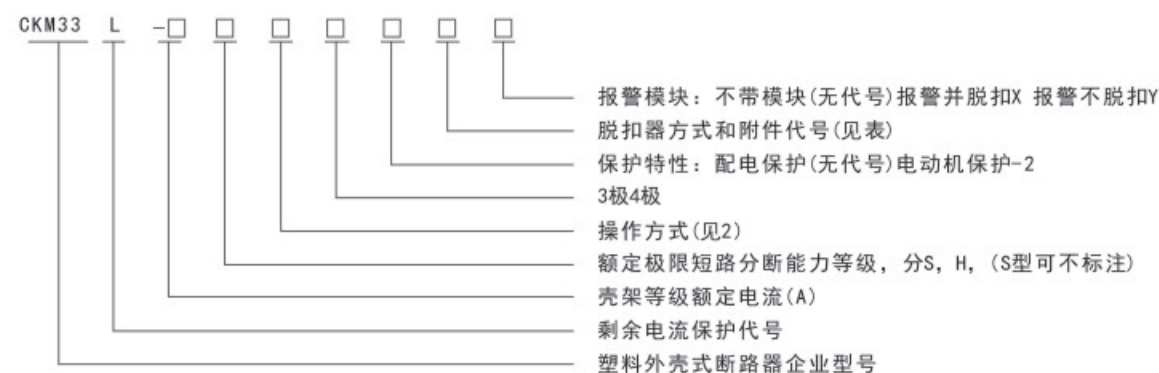 CKM33 L -□ □ □ □ □ □ □
报警模块：不带模块(无代号)报警并脱扣X 报警不脱扣Y
脱扣器方式和附件代号(见表)
保护特性：配电保护(无代号)电动机保护-2
3极4极
操作方式(见2)
额定极限短路分断能力等级，分S，H，(S型可不标注)
壳架等级额定电流(A)
剩余电流保护代号
塑料外壳式断路器企业型号